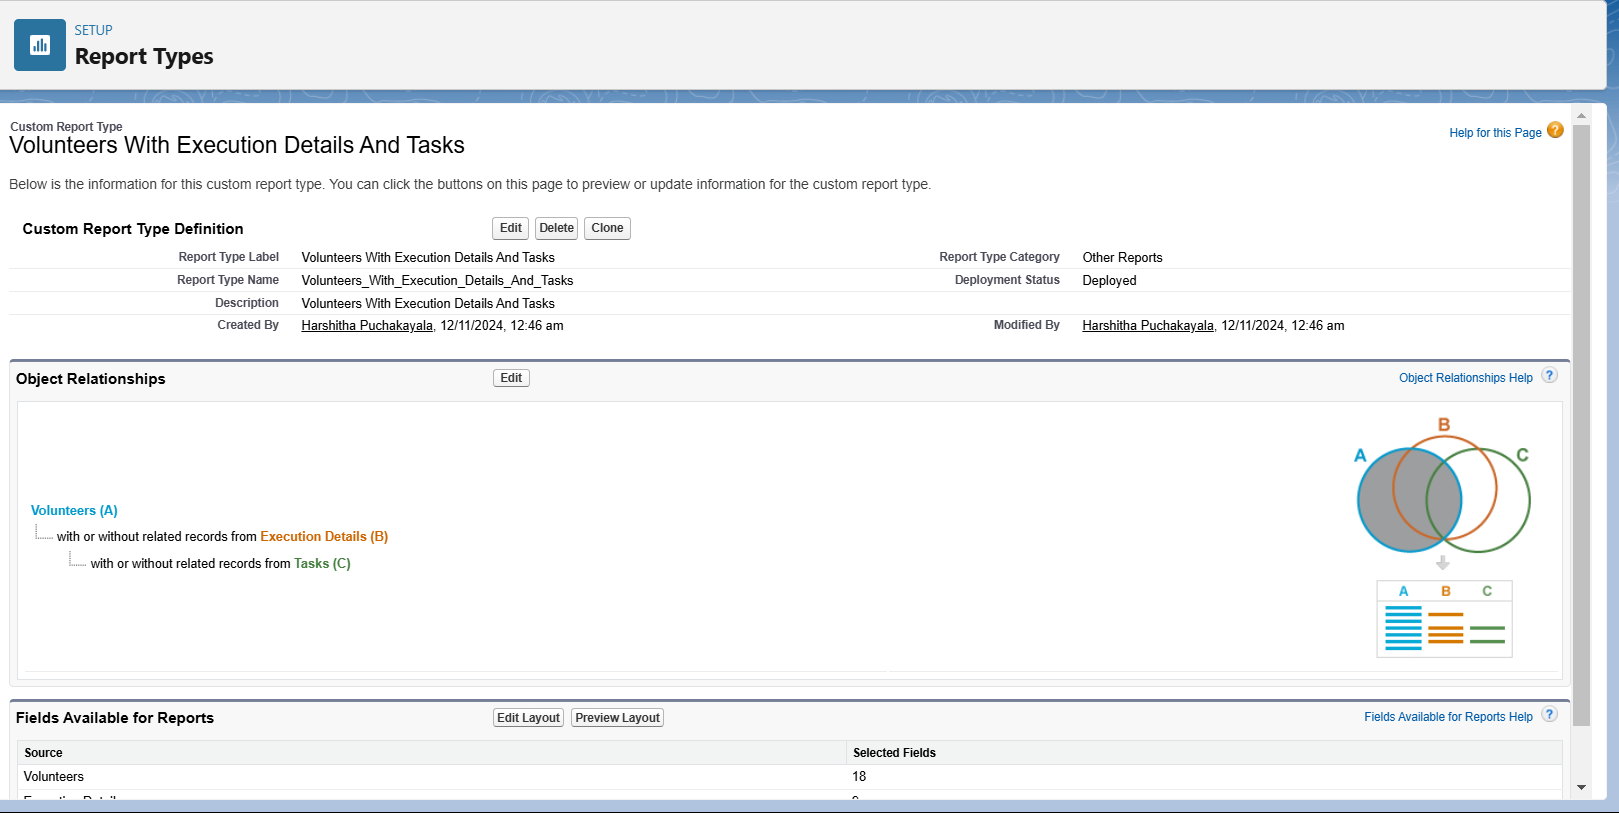 SETUP
Report Types
Custom Report Type
Volunteers With Execution Details And Tasks
Help for this Page ?
Below is the information for this custom report type. You can click the buttons on this page to preview or update information for the custom report type.
Custom Report Type Definition Edit Delete Clone
Report Type Label Volunteers With Execution Details And Tasks Report Type Category Other Reports
Report Type Name Volunteers_With_Execution_Details_And_Tasks Deployment Status Deployed
Description Volunteers With Execution Details And Tasks
Created By Harshitha Puchakayala, 12/11/2024, 12:46 am Modified By Harshitha Puchakayala, 12/11/2024, 12:46 am
Object Relationships Edit Object Relationships Help ?
B
A C
Volunteers (A)
with or without related records from Execution Details (B)
with or without related records from Tasks (C)
A B C
Fields Available for Reports Edit Layout Preview Layout Fields Available for Reports Help ?
Source Selected Fields
Volunteers 18